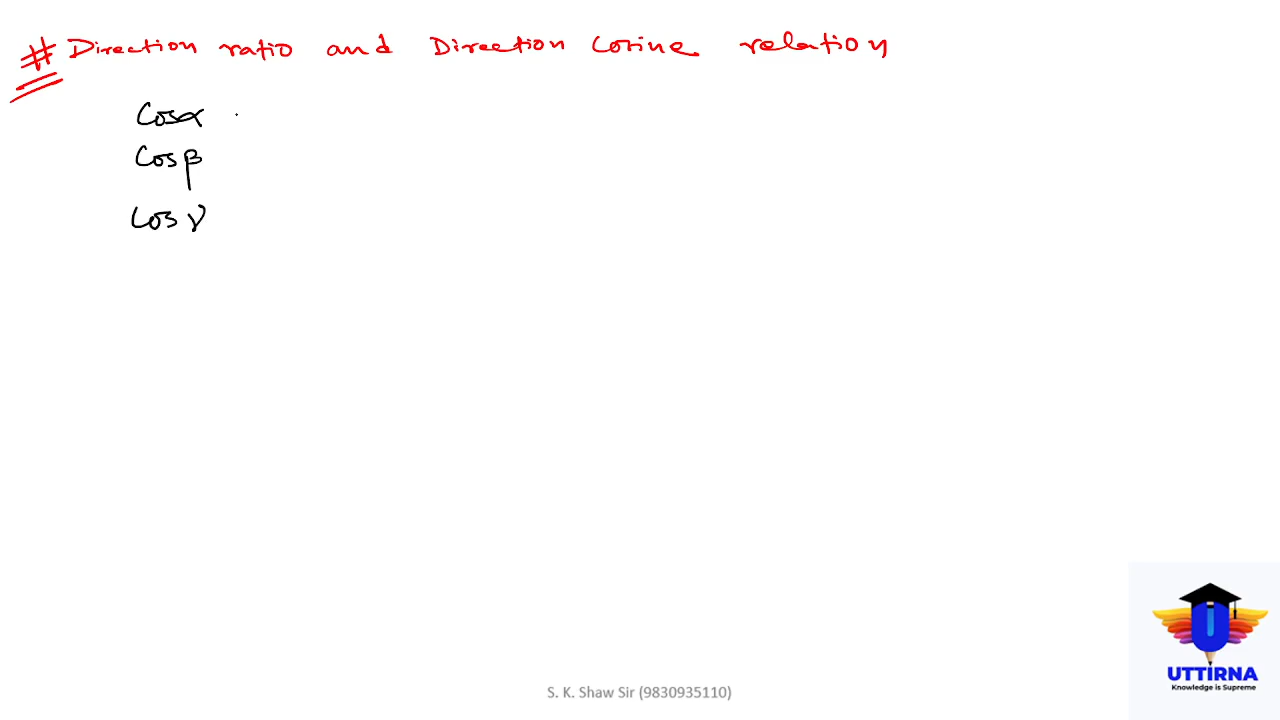 # Direction ratio and Direction Cosine relation
Cosα
Cosβ
Cosγ
U
UTTIRNA
Knowledge is Supreme
S. K. Shaw Sir (9830935110)